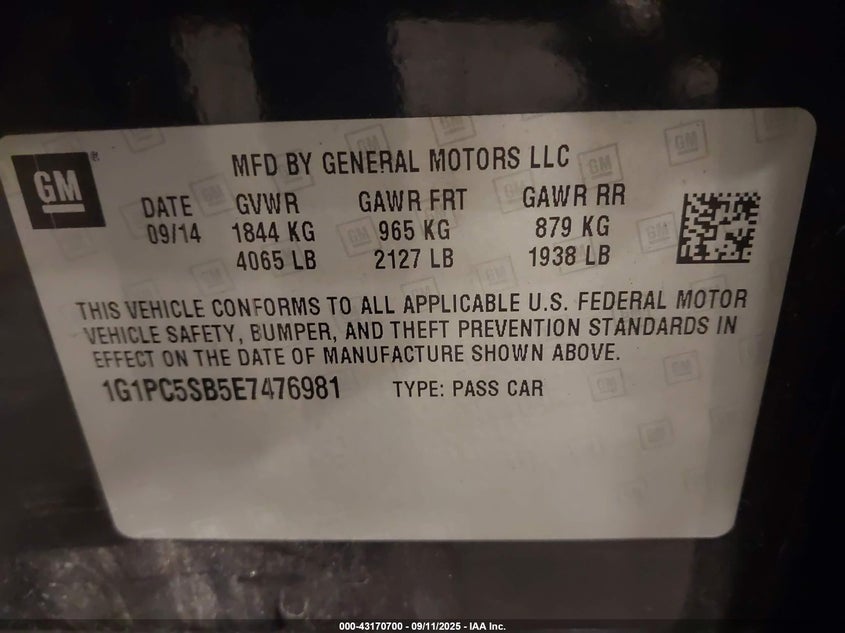 GM®
MFD BY GENERAL MOTORS LLC
DATE GVWR GAWR FRT GAWR RR
09/14 1844 KG 965 KG 879 KG
4065 LB 2127 LB 1938 LB
THIS VEHICLE CONFORMS TO ALL APPLICABLE U.S. FEDERAL MOTOR
VEHICLE SAFETY, BUMPER, AND THEFT PREVENTION STANDARDS IN
EFFECT ON THE DATE OF MANUFACTURE SHOWN ABOVE.
1G1PC5SB5E7476981 TYPE: PASS CAR
000-43170700 - 09/11/2025 - IAA Inc.